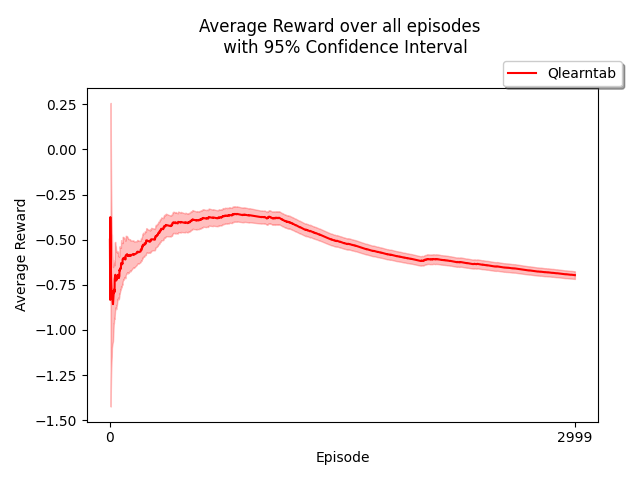 Average Reward over all episodes
with 95% Confidence Interval
Qlearntab
0.25
0.00
−0.25
−0.50
−0.75
−1.00
−1.25
−1.50
Average Reward
0
2999
Episode